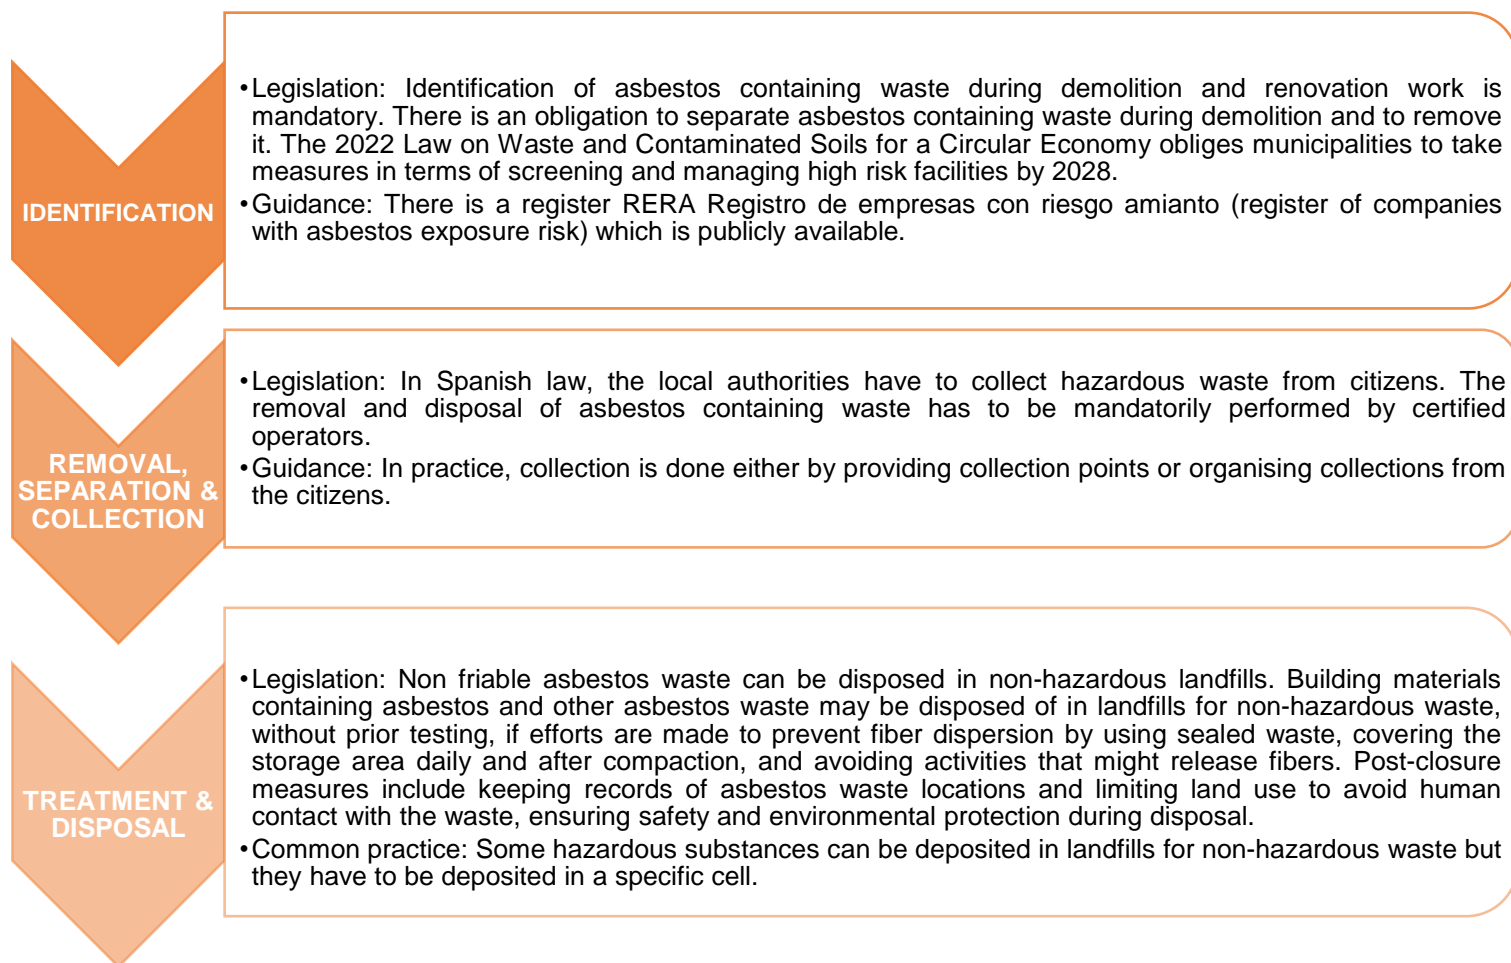 IDENTIFICATION
•Legislation: Identification of asbestos containing waste during demolition and renovation work is
mandatory. There is an obligation to separate asbestos containing waste during demolition and to remove
it. The 2022 Law on Waste and Contaminated Soils for a Circular Economy obliges municipalities to take
measures in terms of screening and managing high risk facilities by 2028.
•Guidance: There is a register RERA Registro de empresas con riesgo amianto (register of companies
with asbestos exposure risk) which is publicly available.
REMOVAL,
SEPARATION &
COLLECTION
•Legislation: In Spanish law, the local authorities have to collect hazardous waste from citizens. The
removal and disposal of asbestos containing waste has to be mandatorily performed by certified
operators.
•Guidance: In practice, collection is done either by providing collection points or organising collections from
the citizens.
TREATMENT &
DISPOSAL
•Legislation: Non friable asbestos waste can be disposed in non-hazardous landfills. Building materials
containing asbestos and other asbestos waste may be disposed of in landfills for non-hazardous waste,
without prior testing, if efforts are made to prevent fiber dispersion by using sealed waste, covering the
storage area daily and after compaction, and avoiding activities that might release fibers. Post-closure
measures include keeping records of asbestos waste locations and limiting land use to avoid human
contact with the waste, ensuring safety and environmental protection during disposal.
•Common practice: Some hazardous substances can be deposited in landfills for non-hazardous waste but
they have to be deposited in a specific cell.